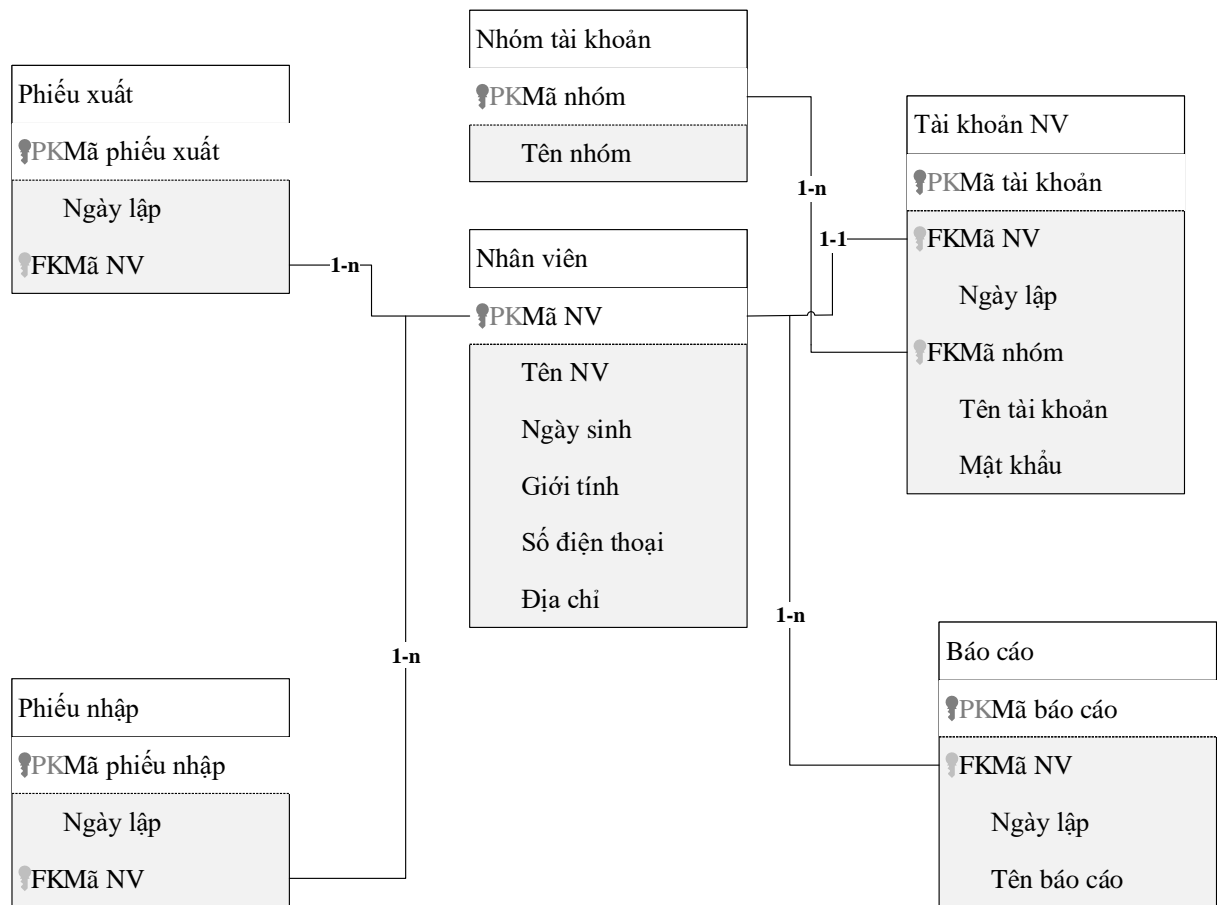 Nhóm tài khoản
PKMã nhóm
Tên nhóm
Phiếu xuất
PKMã phiếu xuất
Ngày lập
FKMã NV
Tài khoản NV
PKMã tài khoản
FKMã NV
Ngày lập
FKMã nhóm
Tên tài khoản
Mật khẩu
1-n
1-1
1-n
Nhân viên
PKMã NV
Tên NV
Ngày sinh
Giới tính
Số điện thoại
Địa chỉ
1-n
1-n
Phiếu nhập
PKMã phiếu nhập
Ngày lập
FKMã NV
Báo cáo
PKMã báo cáo
FKMã NV
Ngày lập
Tên báo cáo